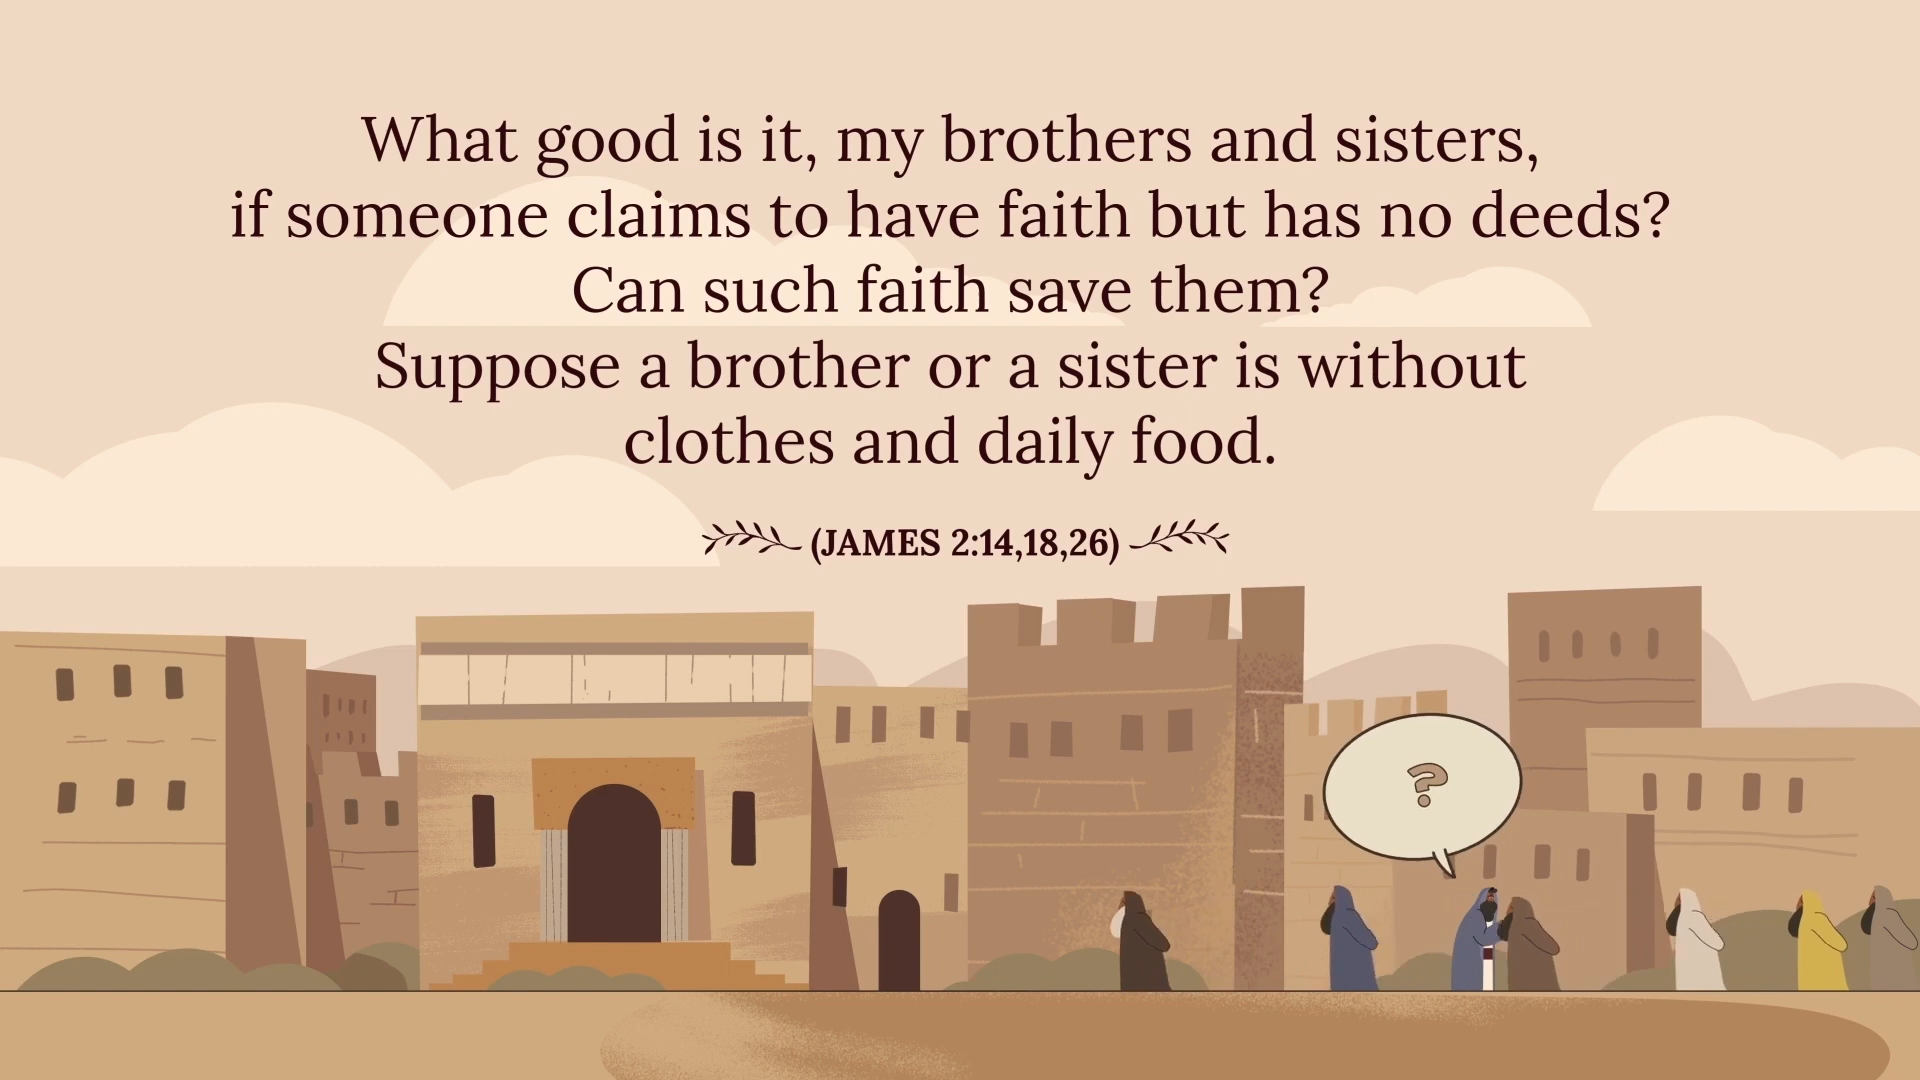 What good is it, my brothers and sisters,
if someone claims to have faith but has no deeds?
Can such faith save them?
Suppose a brother or a sister is without
clothes and daily food.
(JAMES 2:14,18,26)
?